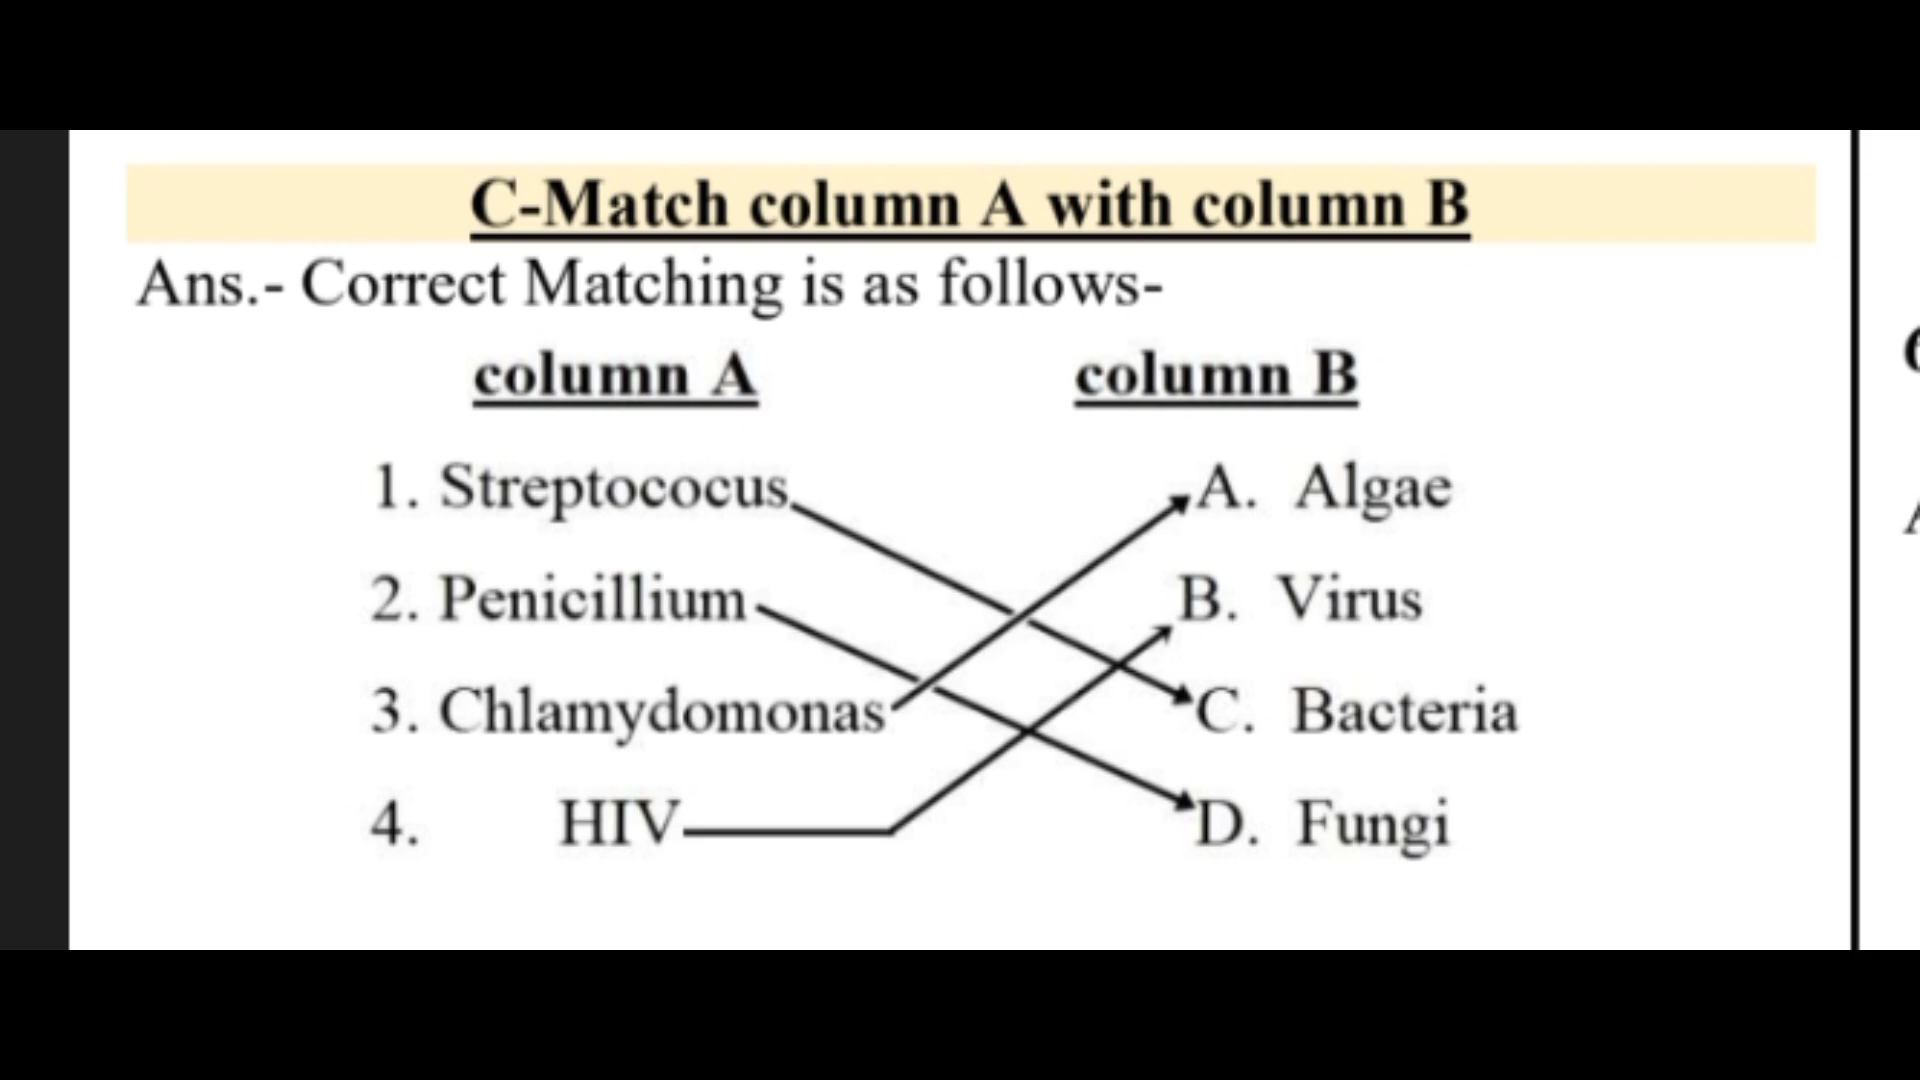 C-Match column A with column B
Ans.- Correct Matching is as follows-
column A column B
1. Streptococus A. Algae
2. Penicillium B. Virus
3. Chlamydomonas C. Bacteria
4. HIV D. Fungi